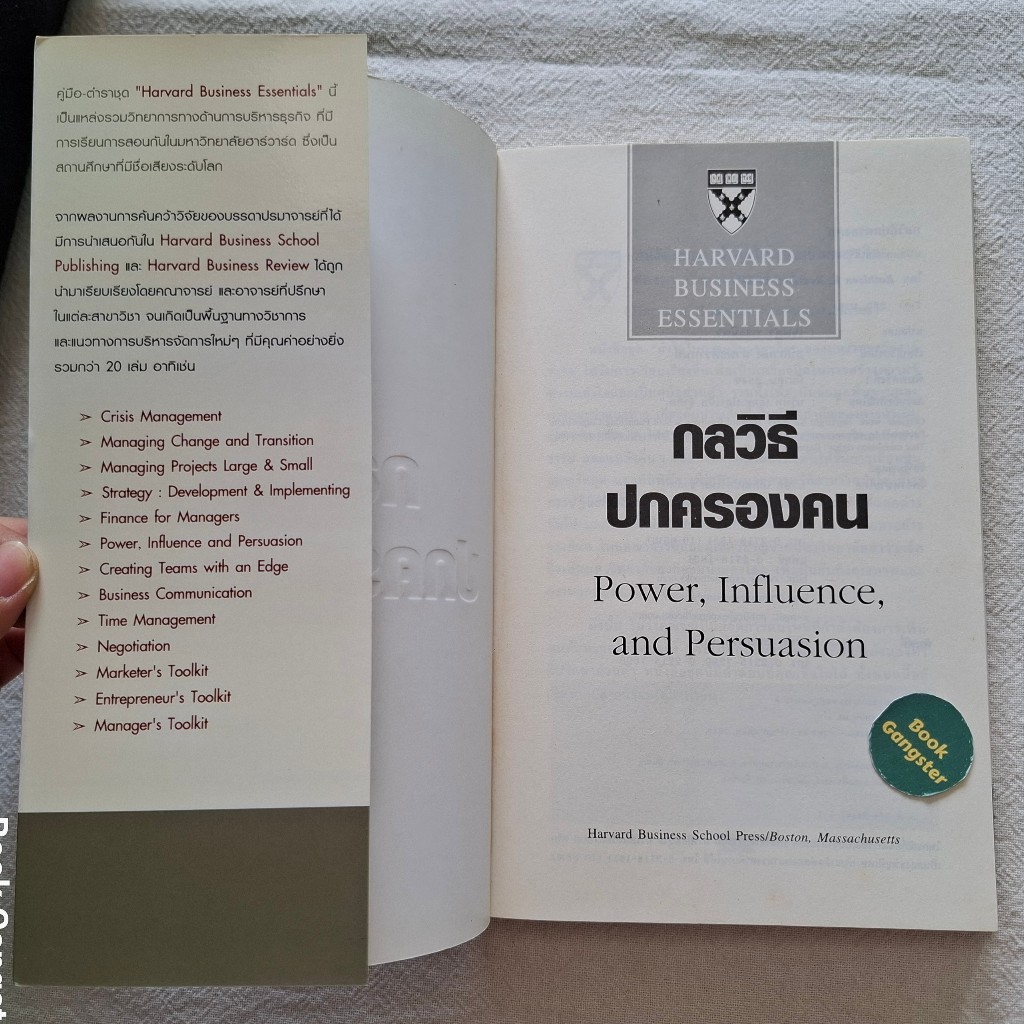 คู่มือ-ตำราชุด "Harvard Business Essentials" นี้
เป็นแหล่งรวมวิทยาการทางด้านการบริหารธุรกิจ ที่มี
การเรียนการสอนกันในมหาวิทยาลัยฮาร์วาร์ด ซึ่งเป็น
สถานศึกษาที่มีชื่อเสียงระดับโลก
จากผลงานการค้นคว้าวิจัยของบรรดาปรมาจารย์ที่ได้
มีการนำเสนอกันใน Harvard Business School
Publishing และ Harvard Business Review ได้ถูก
นำมาเรียบเรียงโดยคณาจารย์ และอาจารย์ที่ปรึกษา
ในแต่ละสาขาวิชา จนเกิดเป็นพื้นฐานทางวิชาการ
และแนวทางการบริหารจัดการใหม่ๆ ที่มีคุณค่าอย่างยิ่ง
รวมกว่า 20 เล่ม อาทิเช่น
➢ Crisis Management
➢ Managing Change and Transition
➢ Managing Projects Large & Small
➢ Strategy : Development & Implementing
➢ Finance for Managers
➢ Power, Influence and Persuasion
➢ Creating Teams with an Edge
➢ Business Communication
➢ Time Management
➢ Negotiation
➢ Marketer's Toolkit
➢ Entrepreneur's Toolkit
➢ Manager's Toolkit
HARVARD
BUSINESS
ESSENTIALS
กลวิธี
ปกครองคน
Power, Influence,
and Persuasion
Book
Gangster
Harvard Business School Press/Boston, Massachusetts